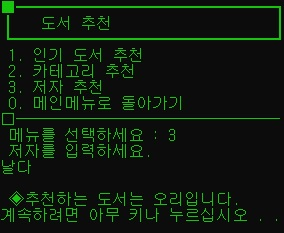 도서 추천
1. 인기 도서 추천
2. 카테고리 추천
3. 저자 추천
0. 메인메뉴로 돌아가기
메뉴를 선택하세요 : 3
저자를 입력하세요.
날다
◈추천하는 도서는 오리입니다.
계속하려면 아무 키나 누르십시오 . .